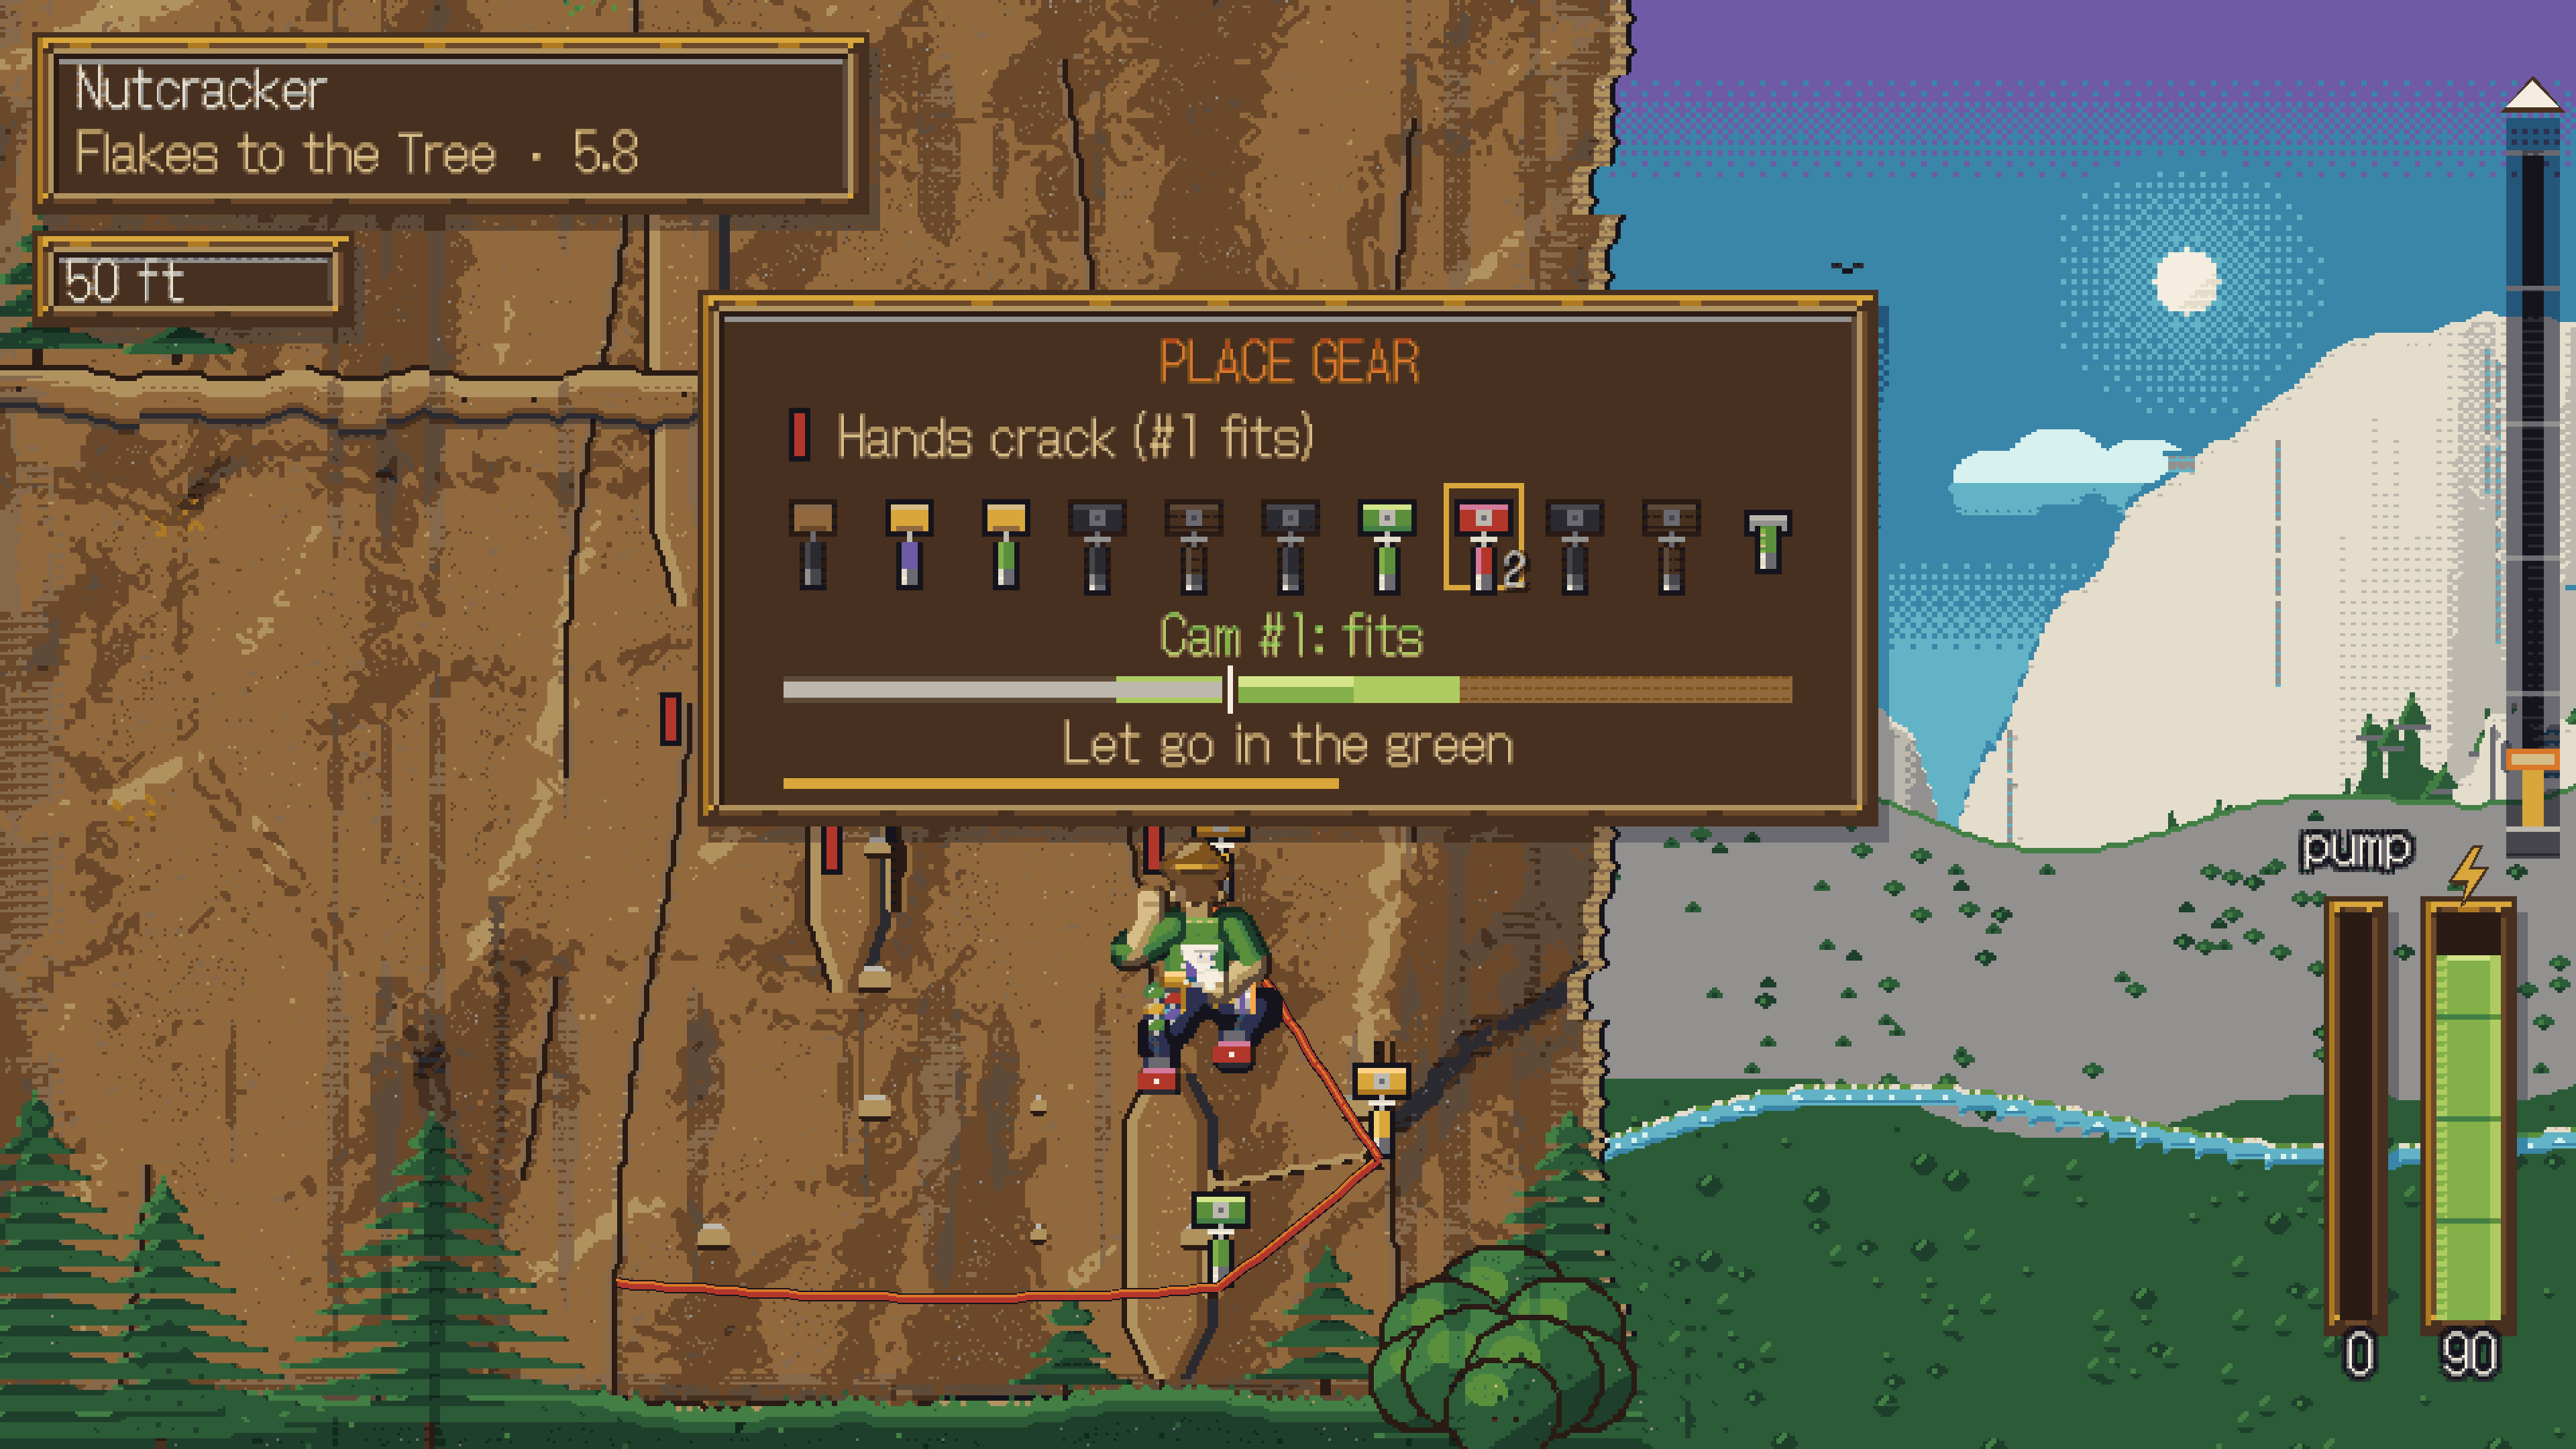 Nutcracker
Flakes to the Tree · 5.8
50 ft
PLACE GEAR
Hands crack (#1 fits)
2
Cam #1: fits
Let go in the green
pump
0
90